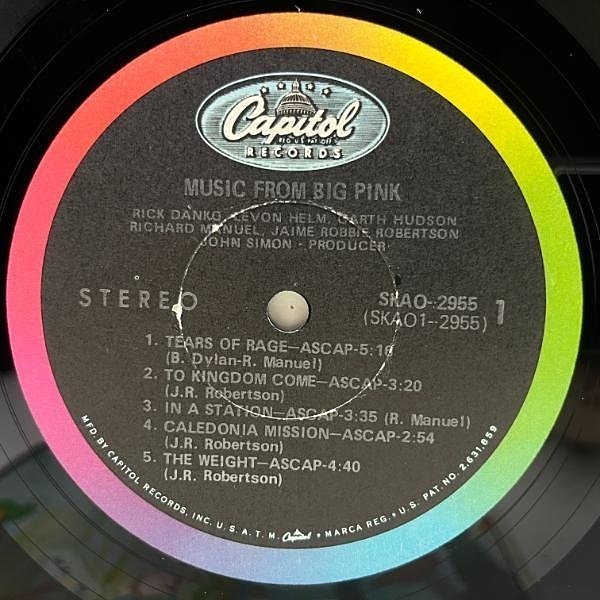 Capitol
REG. U.S. PAT. OFF.
RECORDS
MUSIC FROM BIG PINK
RICK DANKO, LEVON HELM, GARTH HUDSON
RICHARD MANUEL, JAIME ROBBIE ROBERTSON
JOHN SIMON - PRODUCER
STEREO
SKAO-2955 1
(SKAO1-2955)
1. TEARS OF RAGE—ASCAP-5:16
(B. Dylan-R. Manuel)
2. TO KINGDOM COME—ASCAP-3:20
(J.R. Robertson)
3. IN A STATION—ASCAP-3:35 (R. Manuel)
4. CALEDONIA MISSION—ASCAP-2:54
(J.R. Robertson)
5. THE WEIGHT—ASCAP-4:40
(J.R. Robertson)
MFD. BY CAPITOL RECORDS, INC. U.S.A. T.M. Capitol • MARCA REG. • U.S. PAT. NO. 2,631,859